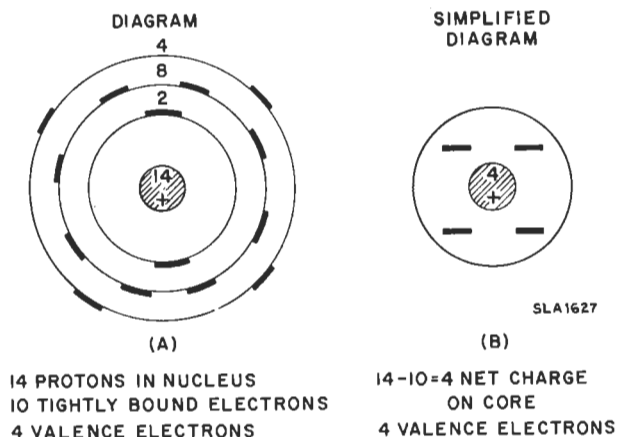 DIAGRAM
4
8
2
14
+
(A)
14 PROTONS IN NUCLEUS
10 TIGHTLY BOUND ELECTRONS
4 VALENCE ELECTRONS
SIMPLIFIED
DIAGRAM
4
+
SLA1627
(B)
14-10=4 NET CHARGE
ON CORE
4 VALENCE ELECTRONS